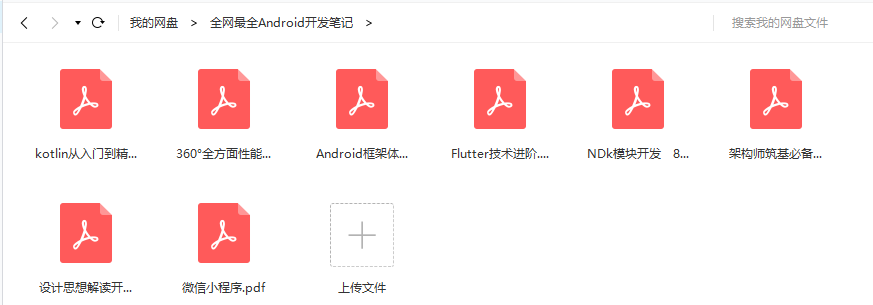 我的网盘 > 全网最全Android开发笔记 > 搜索我的网盘文件
kotlin从入门到精... 360°全方面性能... Android框架体... Flutter技术进阶.... NDk模块开发 8... 架构师筑基必备...
设计思想解读开... 微信小程序.pdf 上传文件